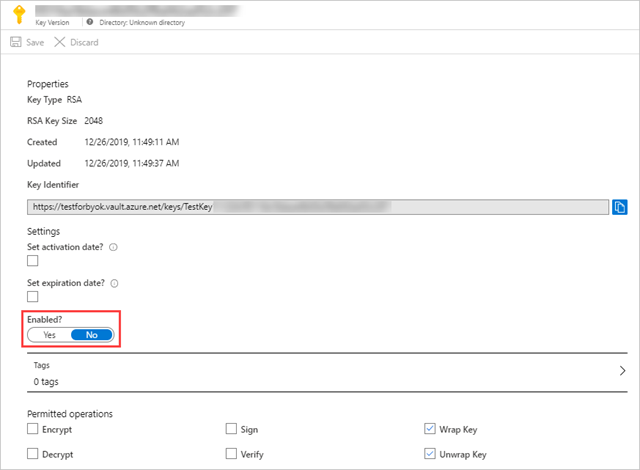 Key Version
Directory: Unknown directory
Save Discard
Properties
Key Type RSA
RSA Key Size 2048
Created 12/26/2019, 11:49:11 AM
Updated 12/26/2019, 11:49:37 AM
Key Identifier
https://testforbyok.vault.azure.net/keys/TestKey
Settings
Set activation date?
Set expiration date?
Enabled?
Yes No
Tags
0 tags
Permitted operations
Encrypt Sign Wrap Key
Decrypt Verify Unwrap Key